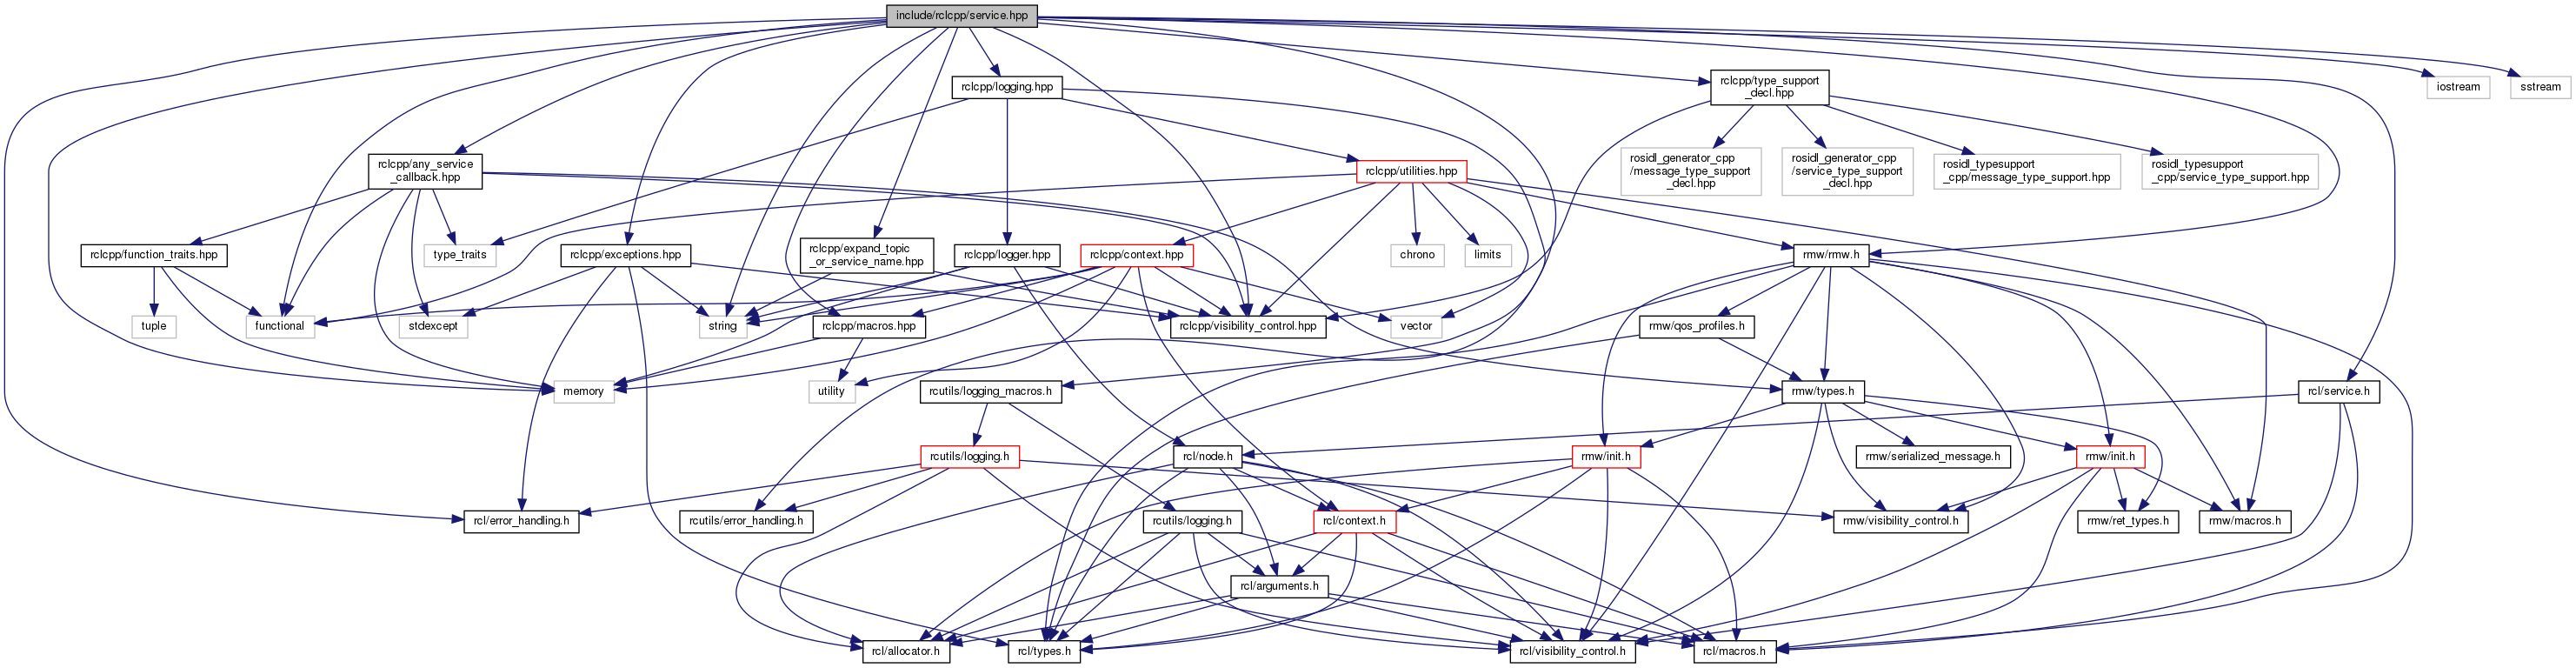 include/rclcpp/service.hpp
rclcpp/logging.hpp
rclcpp/type_support
_decl.hpp
iostream
sstream
rclcpp/any_service
_callback.hpp
rclcpp/utilities.hpp
rosidl_generator_cpp
/message_type_support
_decl.hpp
rosidl_generator_cpp
/service_type_support
_decl.hpp
rosidl_typesupport
_cpp/message_type_support.hpp
rosidl_typesupport
_cpp/service_type_support.hpp
rclcpp/function_traits.hpp
type_traits
rclcpp/exceptions.hpp
rclcpp/expand_topic
_or_service_name.hpp
rclcpp/logger.hpp
rclcpp/context.hpp
chrono
limits
rmw/rmw.h
tuple
functional
stdexcept
string
rclcpp/macros.hpp
rclcpp/visibility_control.hpp
vector
rmw/qos_profiles.h
memory
utility
rcutils/logging_macros.h
rmw/types.h
rcl/service.h
rcutils/logging.h
rcl/node.h
rmw/init.h
rmw/serialized_message.h
rmw/init.h
rcl/error_handling.h
rcutils/error_handling.h
rcutils/logging.h
rcl/context.h
rmw/visibility_control.h
rmw/ret_types.h
rmw/macros.h
rcl/arguments.h
rcl/allocator.h
rcl/types.h
rcl/visibility_control.h
rcl/macros.h